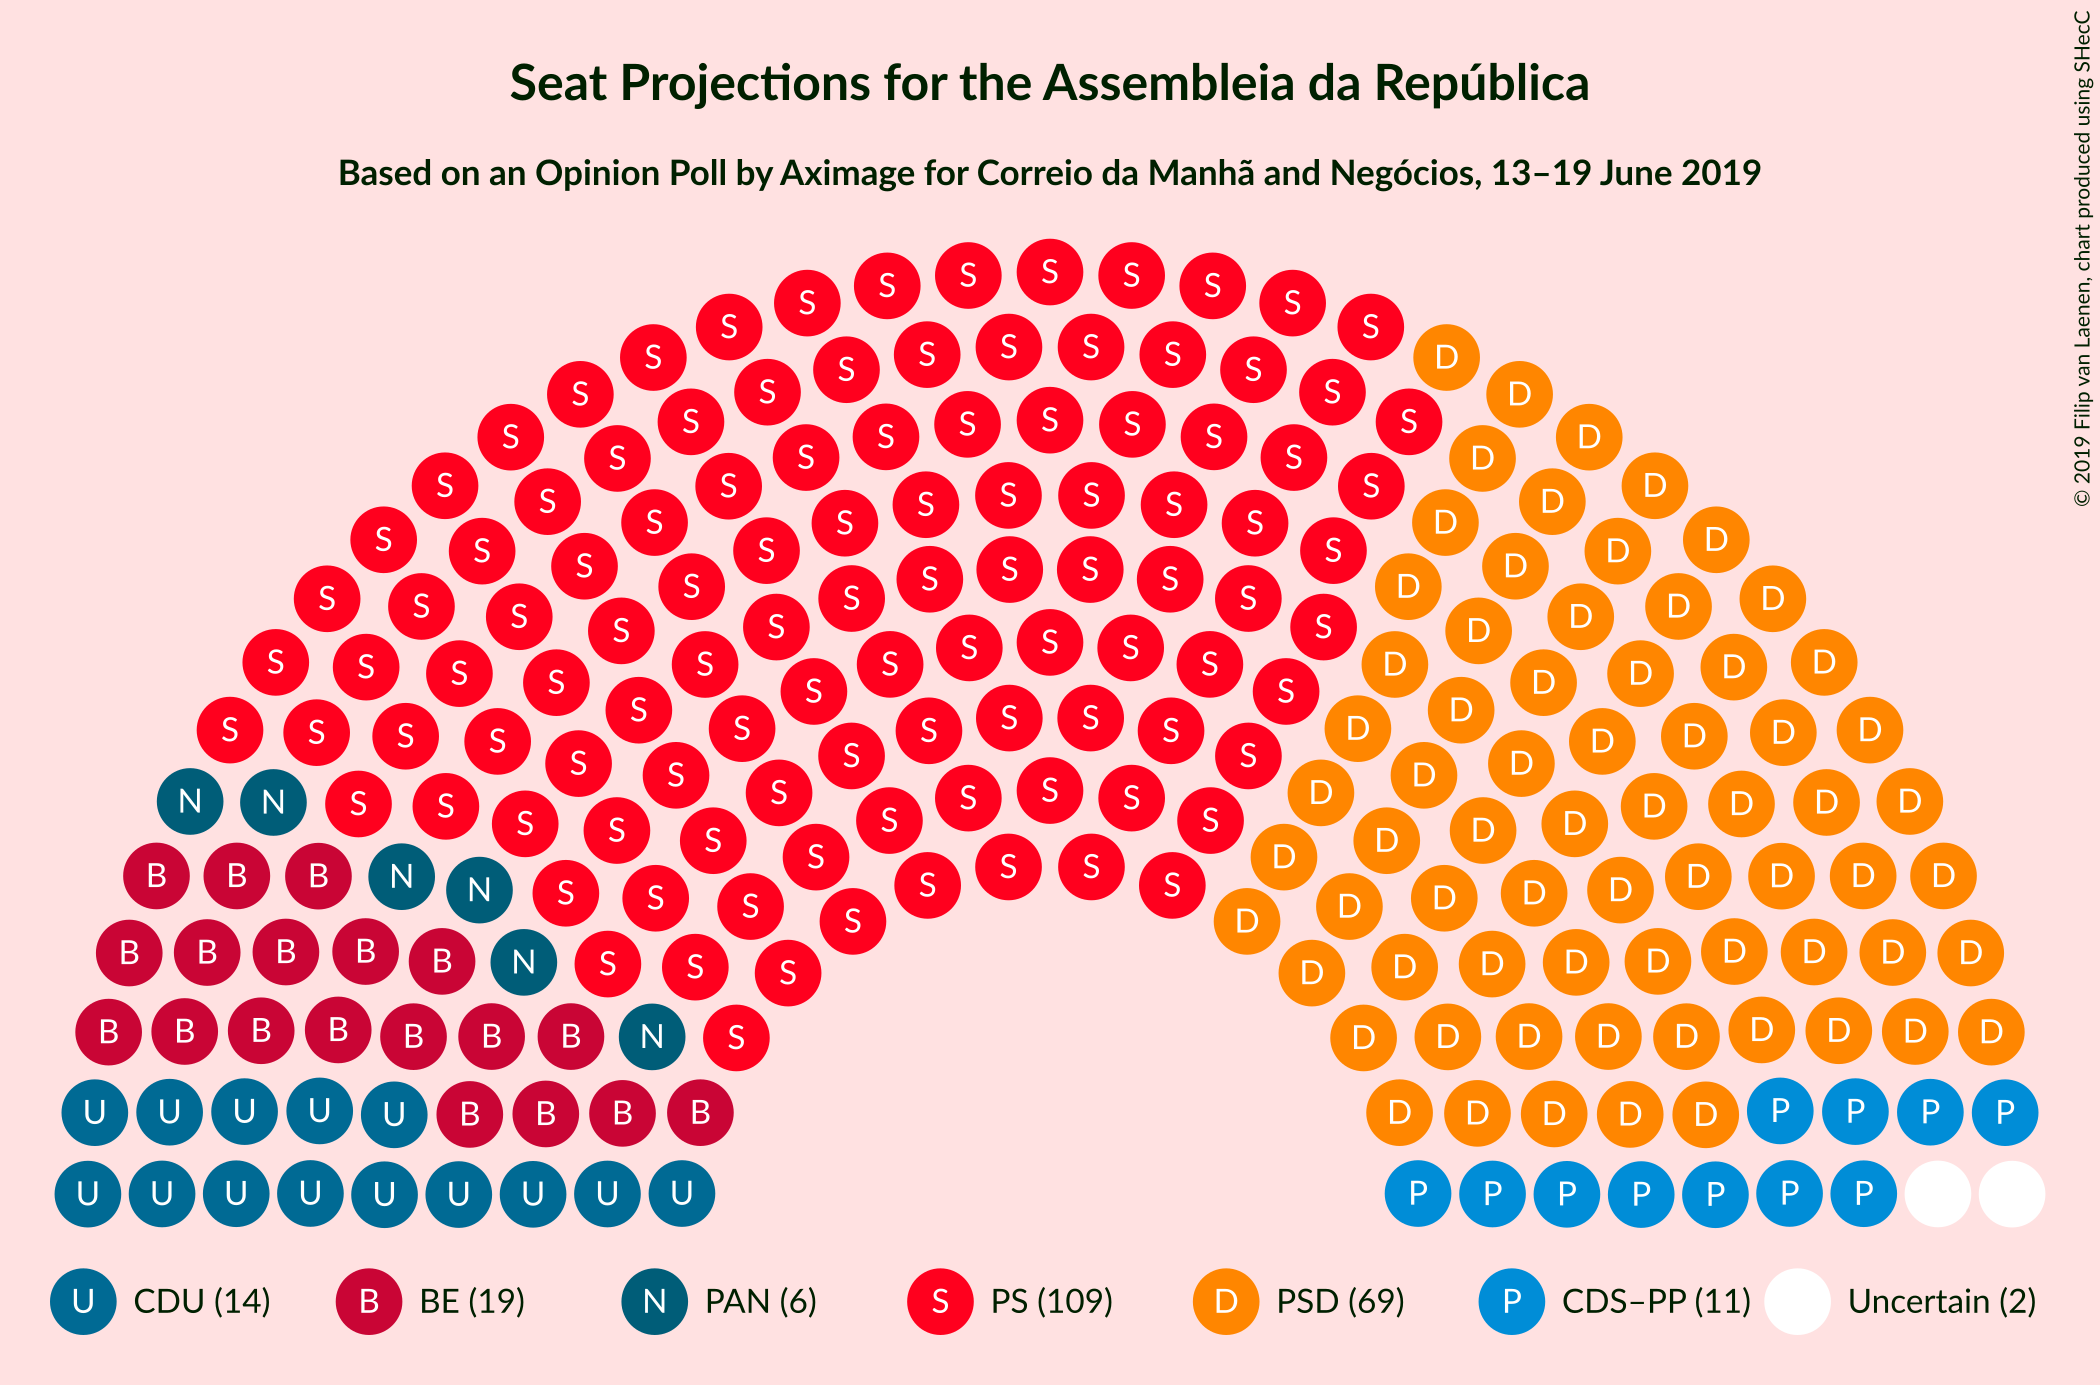 Seat Projections for the Assembleia da República
Based on an Opinion Poll by Aximage for Correio da Manhã and Negócios, 13–19 June 2019
© 2019 Filip van Laenen, chart produced using SHecC
U CDU (14) B BE (19) N PAN (6) S PS (109) D PSD (69) P CDS–PP (11) Uncertain (2)